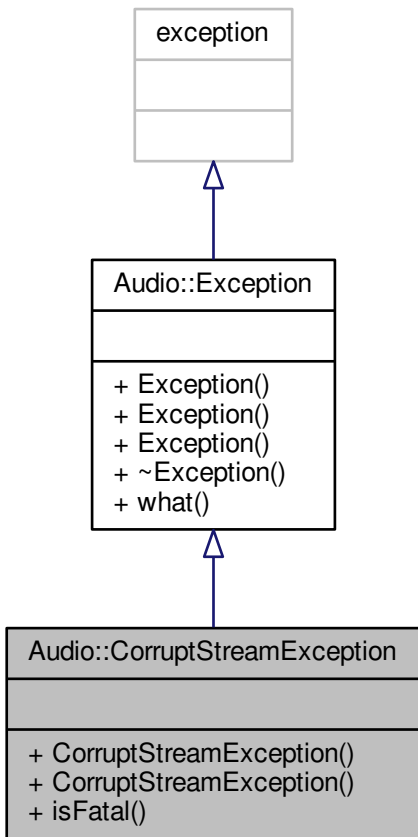 exception
Audio::Exception
+ Exception()
+ Exception()
+ Exception()
+ ~Exception()
+ what()
Audio::CorruptStreamException
+ CorruptStreamException()
+ CorruptStreamException()
+ isFatal()